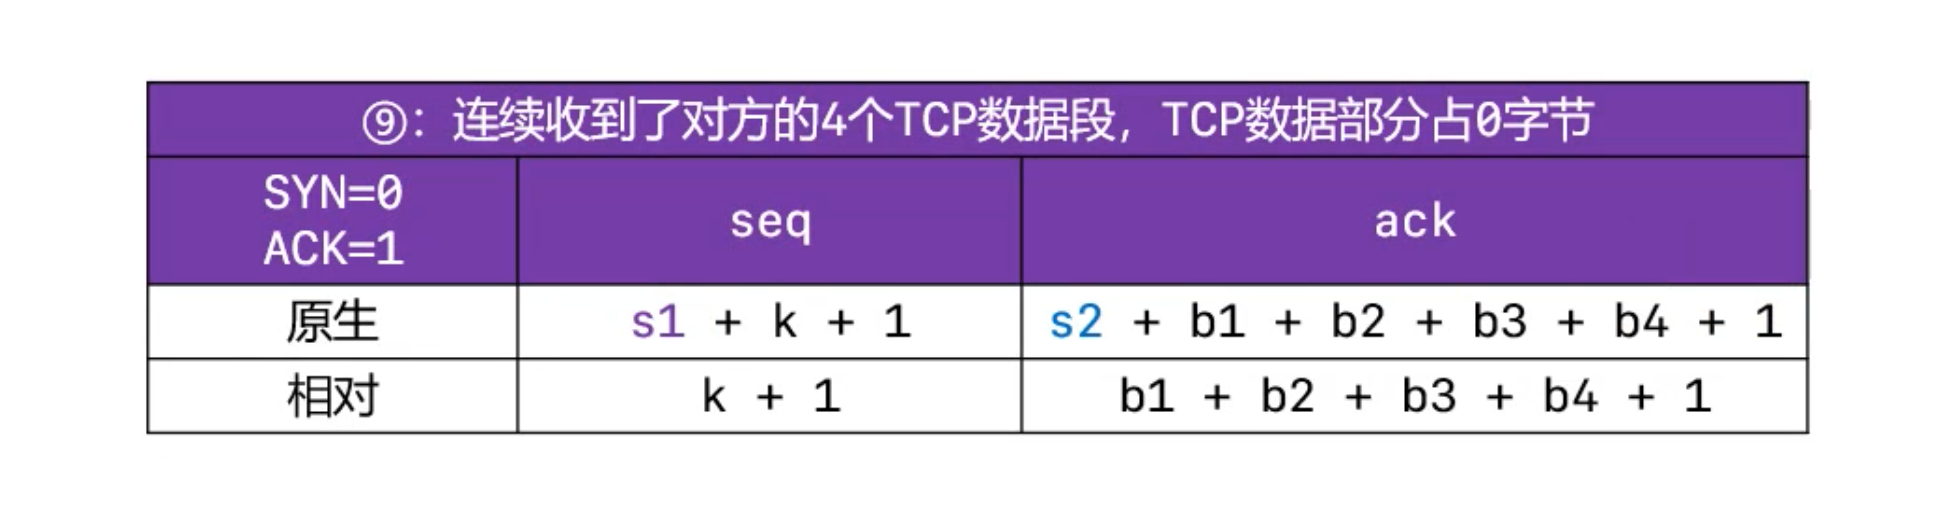 ⑨：连续收到了对方的4个TCP数据段，TCP数据部分占0字节
SYN=0
ACK=1
seq
ack
原生
s1 + k + 1
s2 + b1 + b2 + b3 + b4 + 1
相对
k + 1
b1 + b2 + b3 + b4 + 1